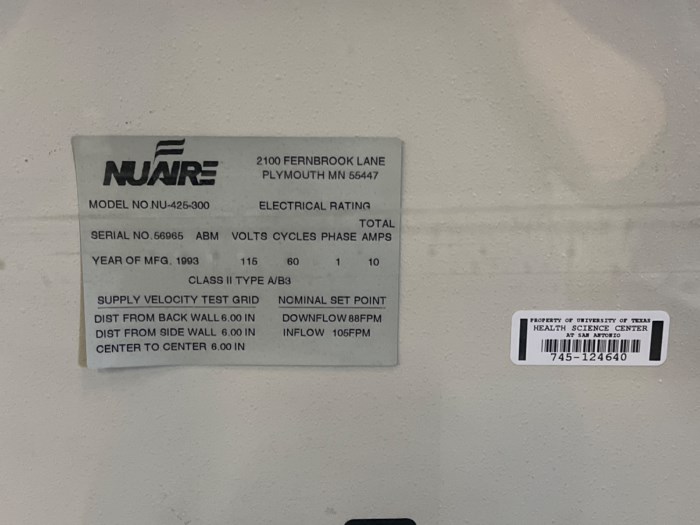 NUAIRE
2100 FERNBROOK LANE
PLYMOUTH MN 55447
MODEL NO.NU-425-300 ELECTRICAL RATING
TOTAL
SERIAL NO.56965 ABM VOLTS CYCLES PHASE AMPS
YEAR OF MFG. 1993 115 60 1 10
CLASS II TYPE A/B3
SUPPLY VELOCITY TEST GRID NOMINAL SET POINT
DIST FROM BACK WALL 6.00 IN DOWNFLOW 88FPM
DIST FROM SIDE WALL 6.00 IN INFLOW 105FPM
CENTER TO CENTER 6.00 IN
PROPERTY OF UNIVERSITY OF TEXAS
HEALTH SCIENCE CENTER
AT SAN ANTONIO
745-124640